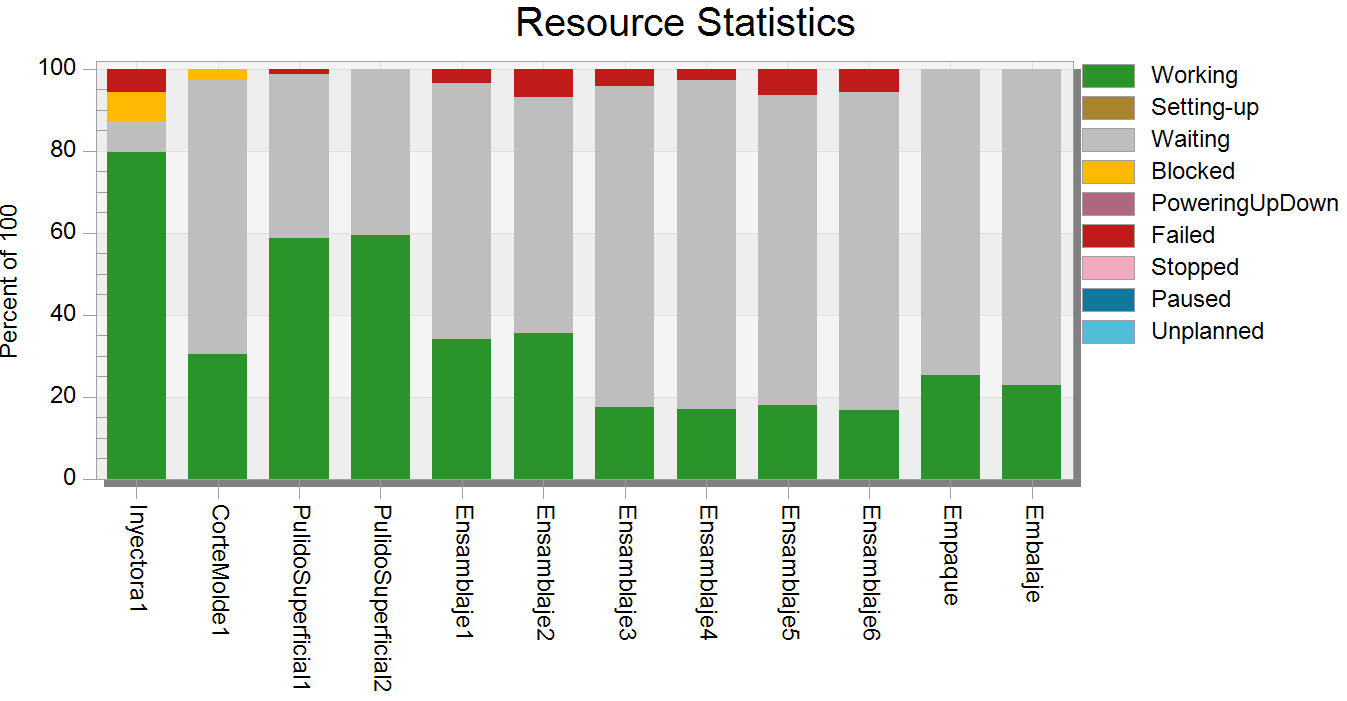 Resource Statistics
Percent of 100
100
80
60
40
20
0
Inyectora1
CorteMolde1
PulidoSuperficial1
PulidoSuperficial2
Ensamblaje1
Ensamblaje2
Ensamblaje3
Ensamblaje4
Ensamblaje5
Ensamblaje6
Empaque
Embalaje
Working
Setting-up
Waiting
Blocked
PoweringUpDown
Failed
Stopped
Paused
Unplanned